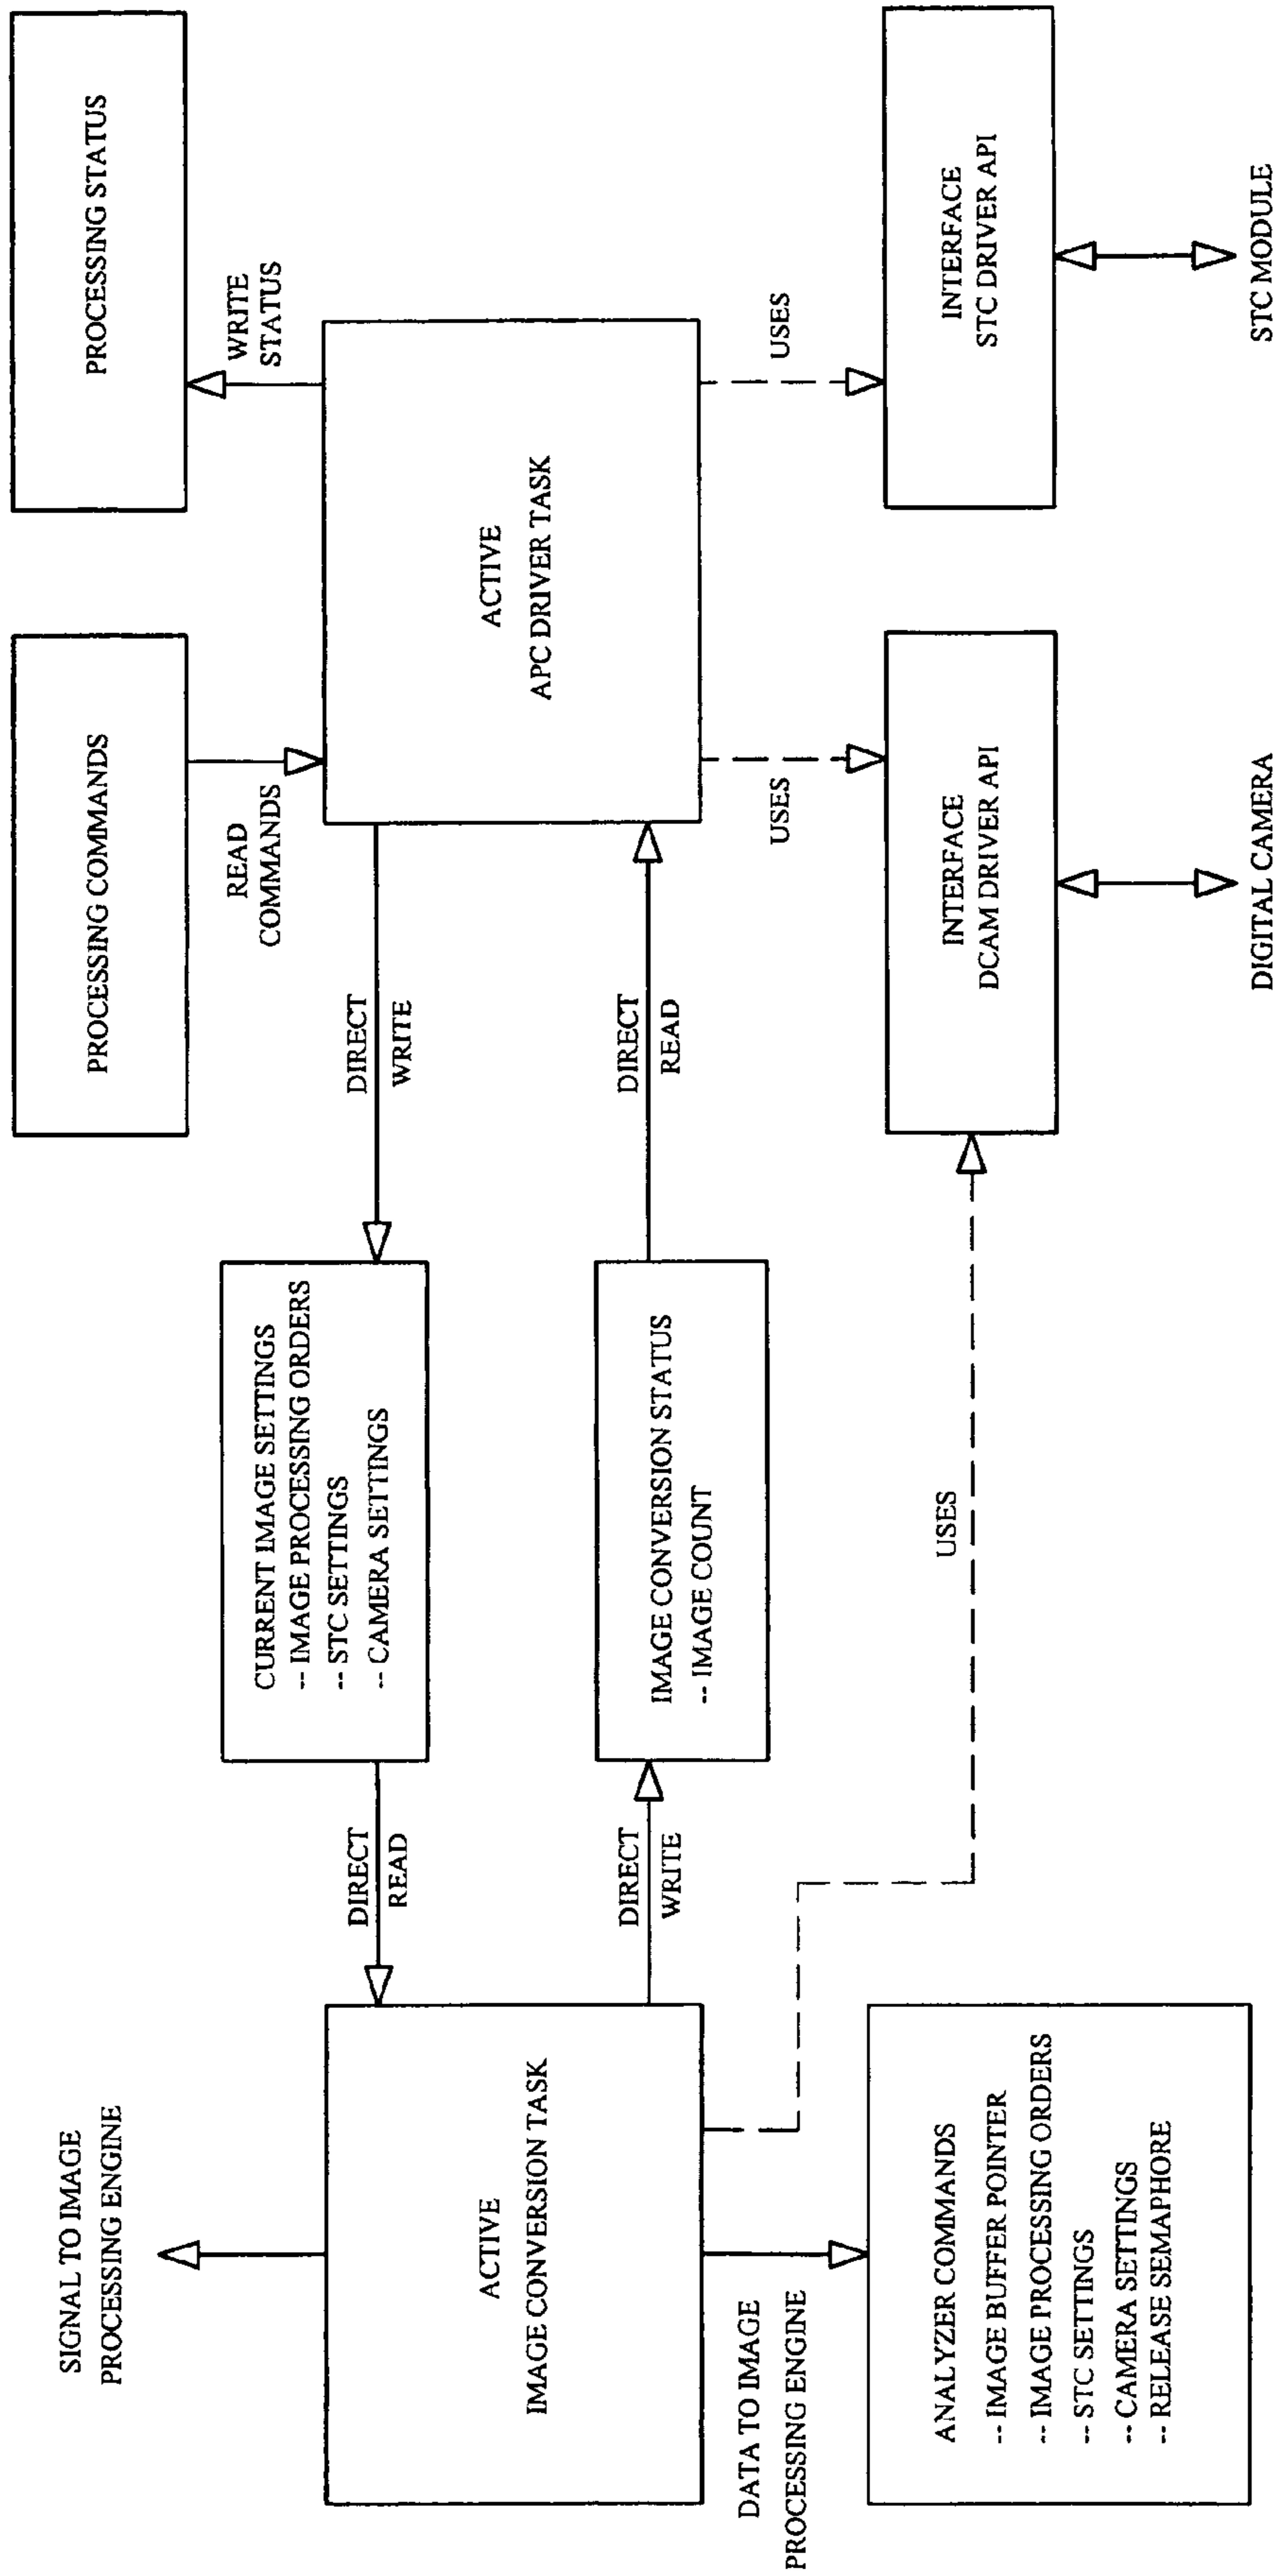 SIGNAL TO IMAGE
PROCESSING ENGINE
ACTIVE
IMAGE CONVERSION TASK
DATA TO IMAGE
PROCESSING ENGINE
ANALYZER COMMANDS
-- IMAGE BUFFER POINTER
-- IMAGE PROCESSING ORDERS
-- STC SETTINGS
-- CAMERA SETTINGS
-- RELEASE SEMAPHORE
DIRECT
READ
DIRECT
WRITE
CURRENT IMAGE SETTINGS
-- IMAGE PROCESSING ORDERS
-- STC SETTINGS
-- CAMERA SETTINGS
IMAGE CONVERSION STATUS
-- IMAGE COUNT
USES
DIRECT
WRITE
DIRECT
READ
PROCESSING COMMANDS
READ
COMMANDS
PROCESSING STATUS
WRITE
STATUS
ACTIVE
APC DRIVER TASK
USES
USES
INTERFACE
DCAM DRIVER API
DIGITAL CAMERA
INTERFACE
STC DRIVER API
STC MODULE